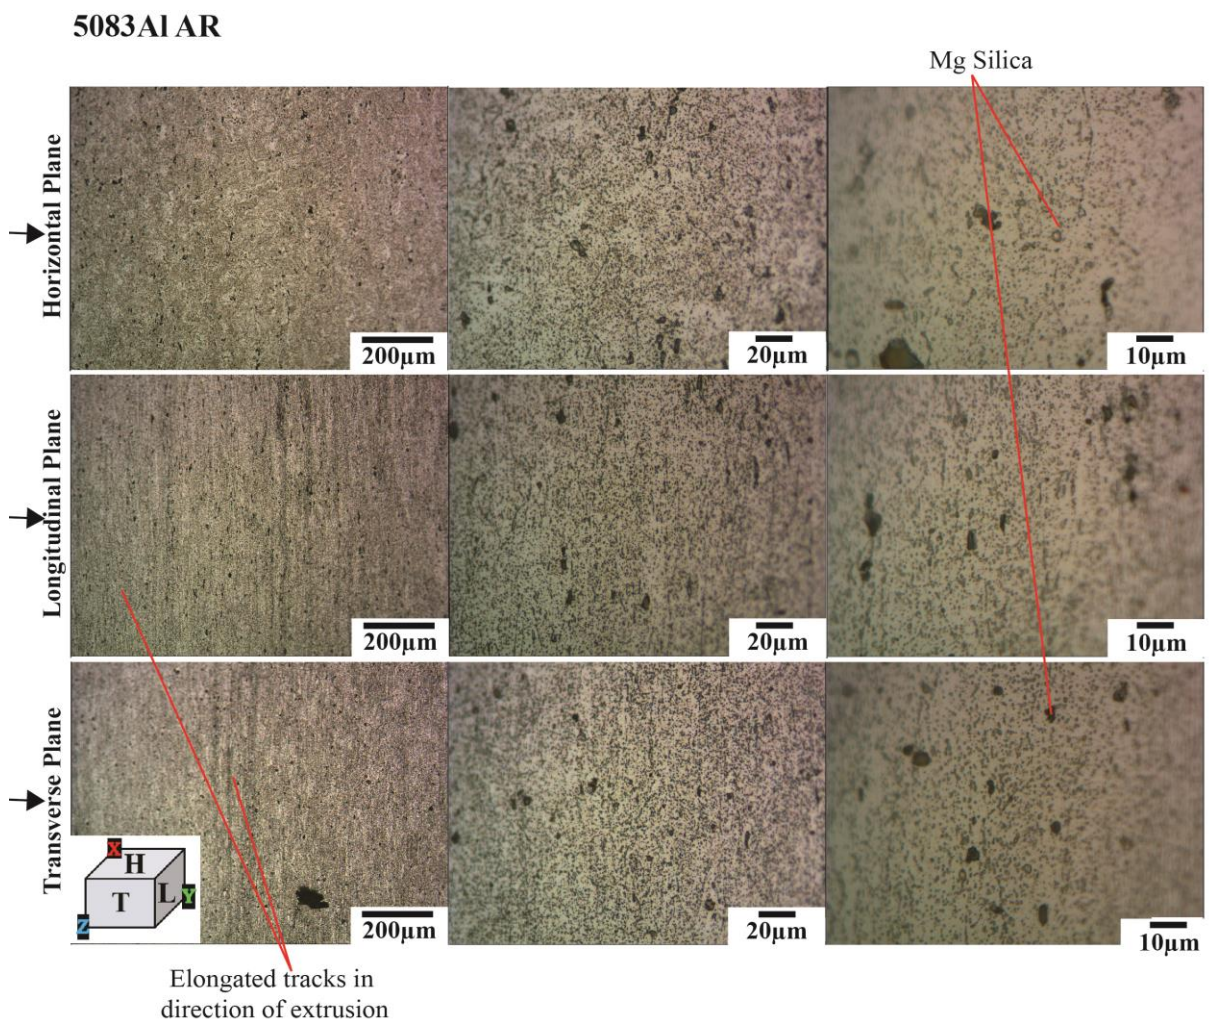 5083Al AR
Mg Silica
Horizontal Plane
200µm
20µm
10µm
Longitudinal Plane
200µm
20µm
10µm
Transverse Plane
X
H
T
L
Y
Z
200µm
20µm
10µm
Elongated tracks in
direction of extrusion